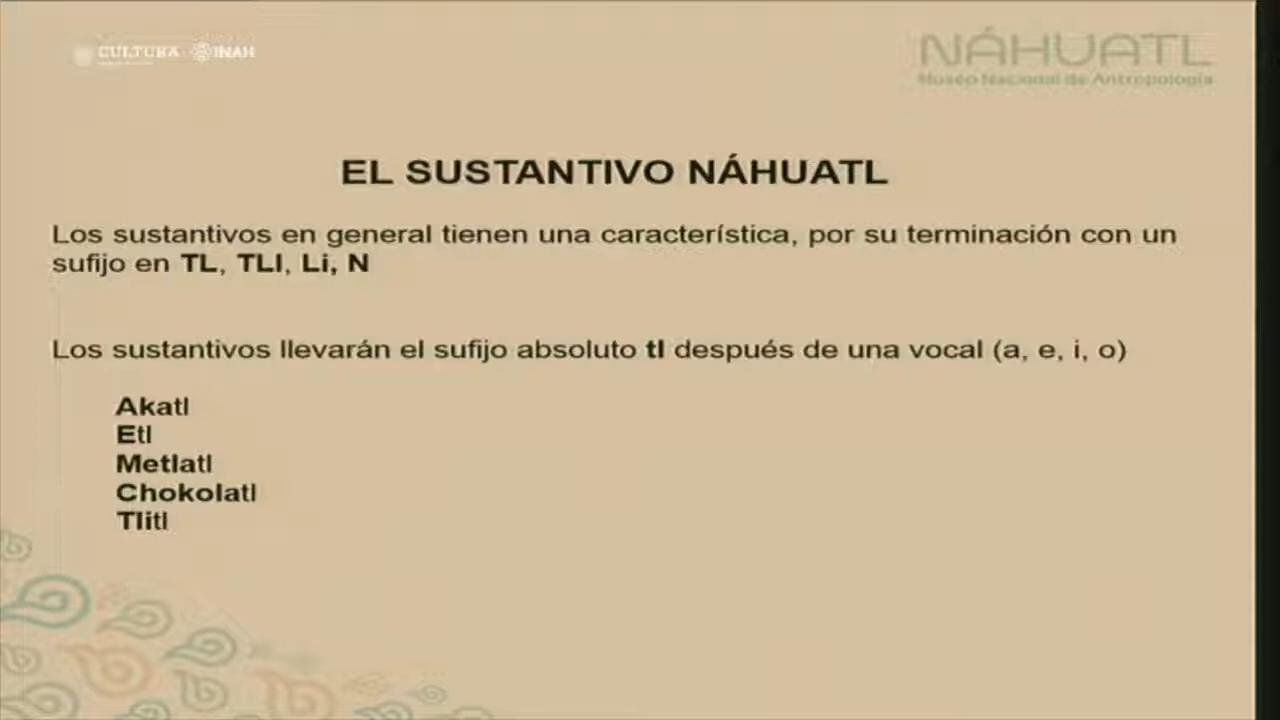 CULTURA INAH
NÁHUATL
Museo Nacional de Antropología
EL SUSTANTIVO NÁHUATL
Los sustantivos en general tienen una característica, por su terminación con un
sufijo en TL, TLI, Li, N
Los sustantivos llevarán el sufijo absoluto tl después de una vocal (a, e, i, o)
Akatl
Etl
Metlatl
Chokolatl
Tlitl